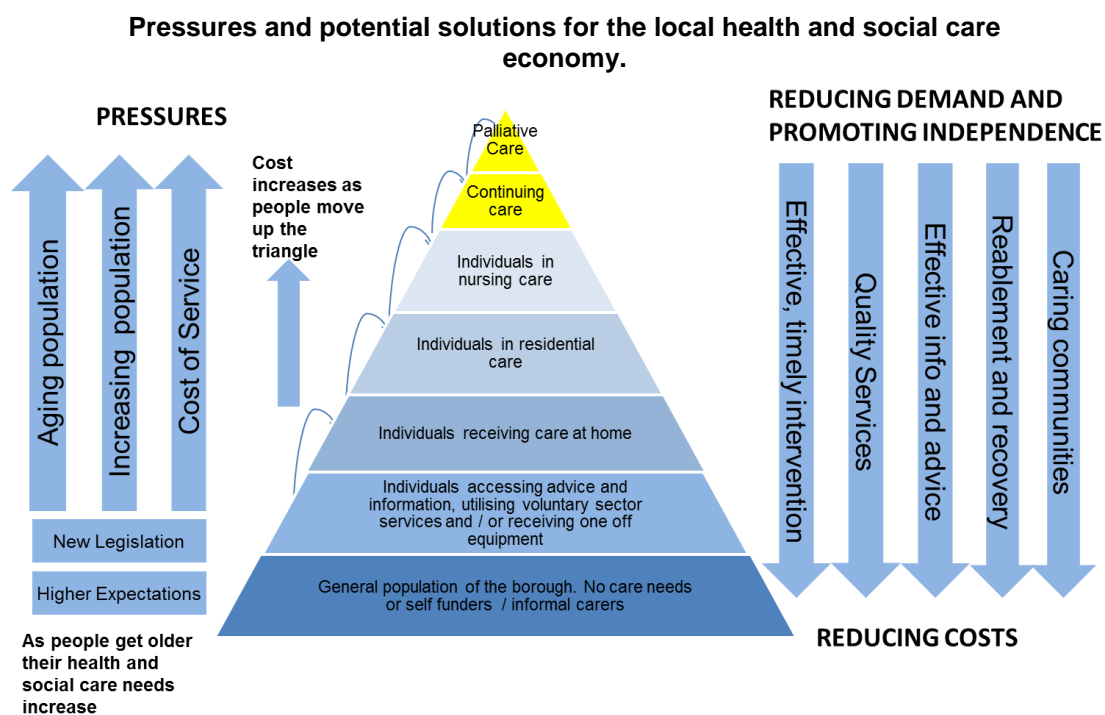 Pressures and potential solutions for the local health and social care
economy.
PRESSURES
Aging population
Increasing population
Cost of Service
New Legislation
Higher Expectations
As people get older
their health and
social care needs
increase
Cost
increases as
people move
up the
triangle
Palliative
Care
Continuing
care
Individuals in
nursing care
Individuals in residential
care
Individuals receiving care at home
Individuals accessing advice and
information, utilising voluntary sector
services and / or receiving one off
equipment
General population of the borough. No care needs
or self funders / informal carers
REDUCING DEMAND AND
PROMOTING INDEPENDENCE
Effective, timely intervention
Quality Services
Effective info and advice
Reablement and recovery
Caring communities
REDUCING COSTS